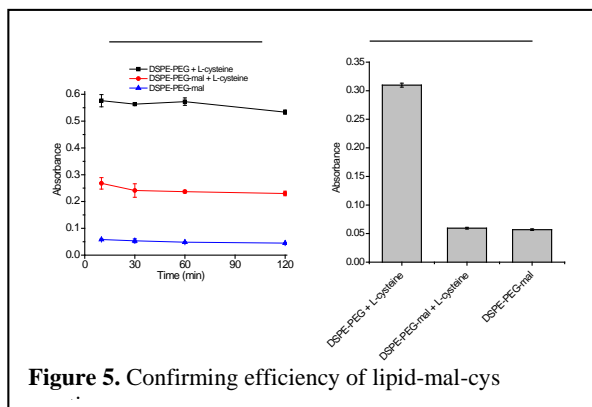 DSPE-PEG + L-cysteine
DSPE-PEG-mal + L-cysteine
DSPE-PEG-mal
0.6
0.5
0.4
0.3
0.2
0.1
0.0
Absorbance
0 30 60 90 120
Time (min)
0.35
0.30
0.25
0.20
0.15
0.10
0.05
0.00
Absorbance
DSPE-PEG + L-cysteine
DSPE-PEG-mal + L-cysteine
DSPE-PEG-mal
Figure 5. Confirming efficiency of lipid-mal-cys